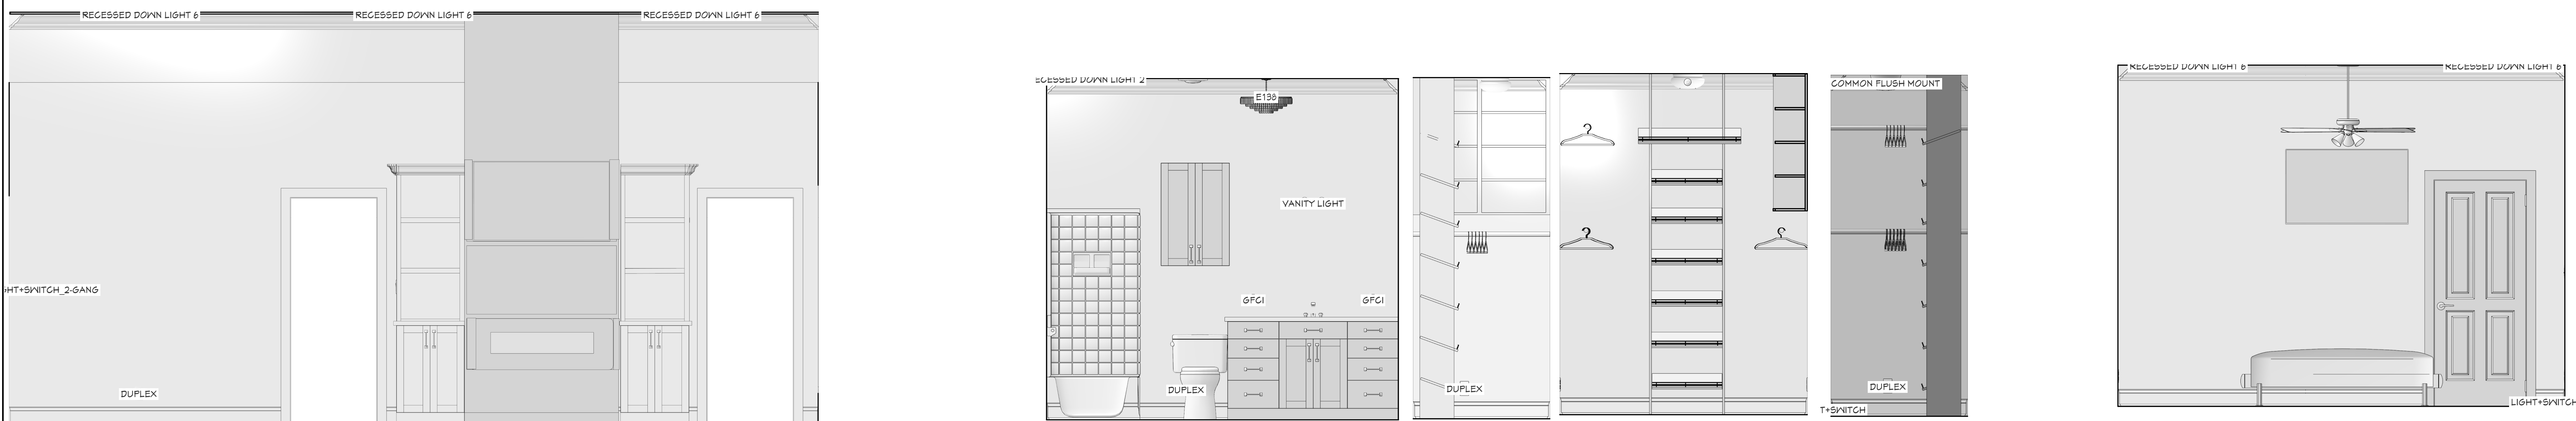 RECESSED DOWN LIGHT 6
RECESSED DOWN LIGHT 6
RECESSED DOWN LIGHT 6
HT+SWITCH_2-GANG
DUPLEX
ECESSED DOWN LIGHT 2
E138
VANITY LIGHT
GFCI
GFCI
DUPLEX
DUPLEX
COMMON FLUSH MOUNT
DUPLEX
T+SWITCH
RECESSED DOWN LIGHT 6
RECESSED DOWN LIGHT 6
LIGHT+SWITCH